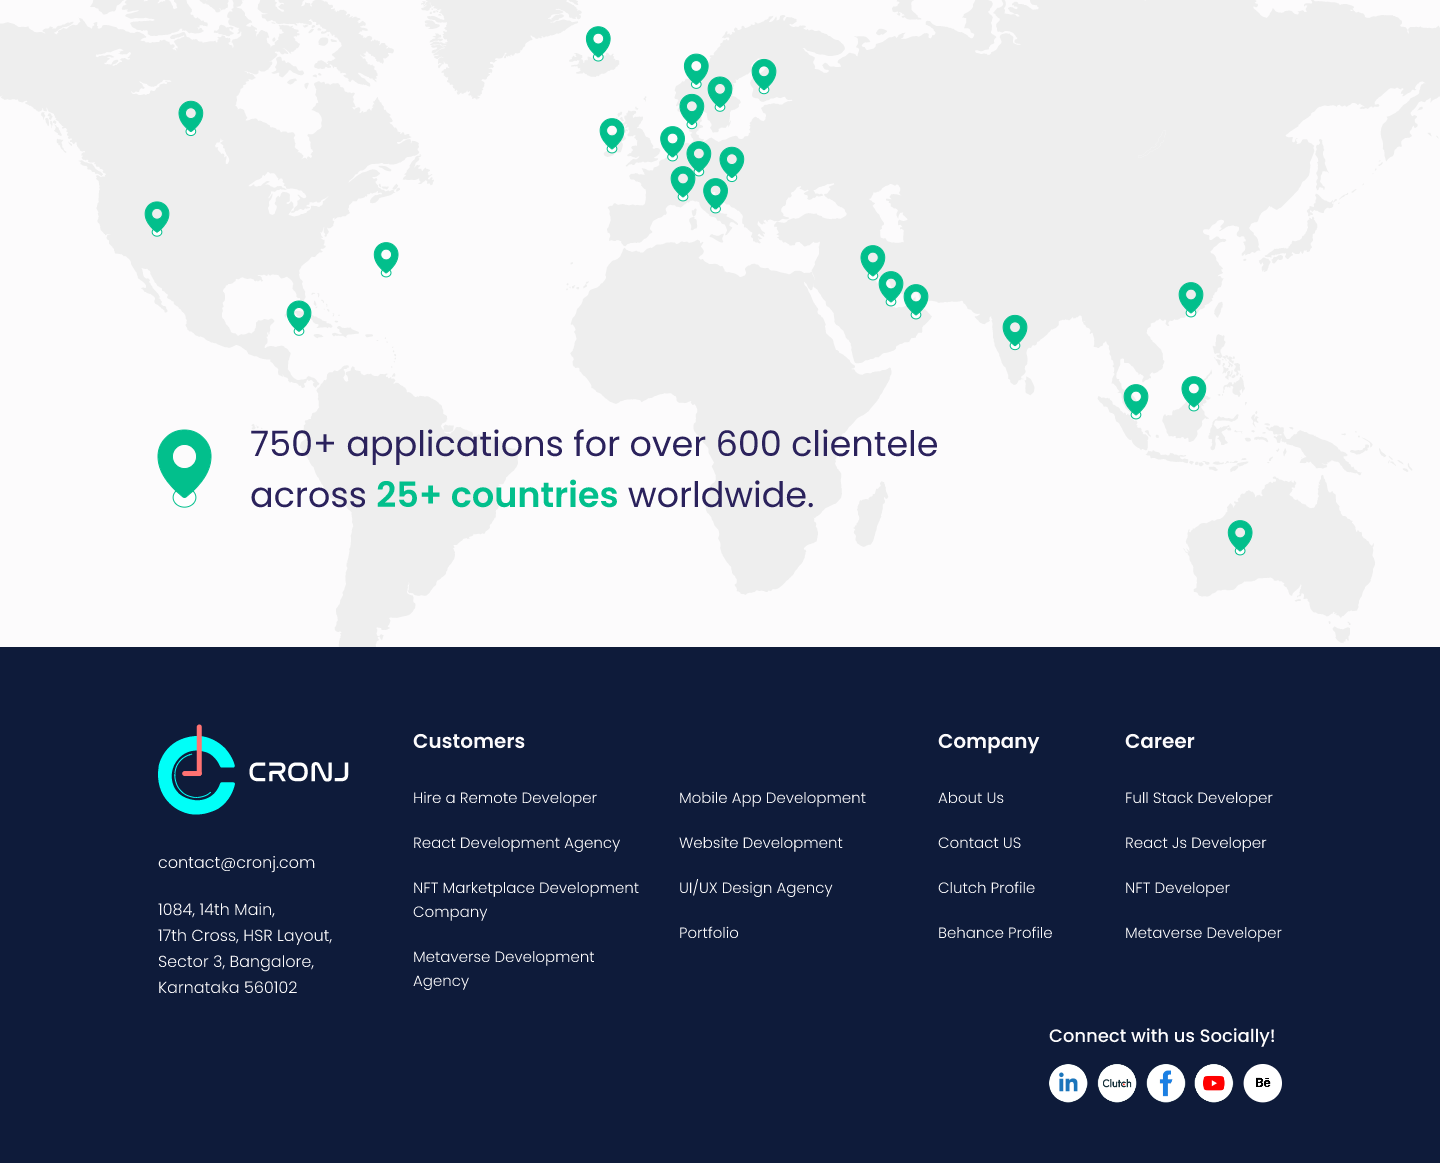 750+ applications for over 600 clientele
across 25+ countries worldwide.
CRONJ
contact@cronj.com
1084, 14th Main,
17th Cross, HSR Layout,
Sector 3, Bangalore,
Karnataka 560102
Customers
Hire a Remote Developer
React Development Agency
NFT Marketplace Development
Company
Metaverse Development
Agency
Mobile App Development
Website Development
UI/UX Design Agency
Portfolio
Company
About Us
Contact US
Clutch Profile
Behance Profile
Career
Full Stack Developer
React Js Developer
NFT Developer
Metaverse Developer
Connect with us Socially!
in
Clutch
f
Bē